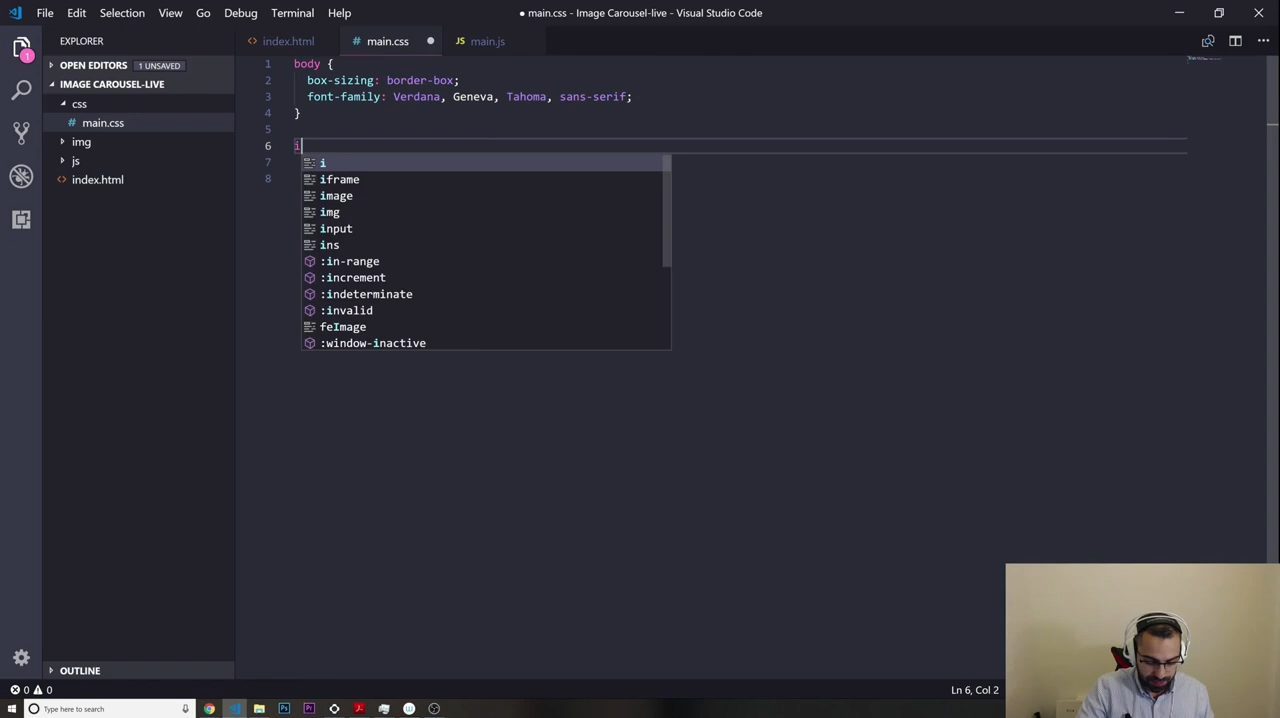 File Edit Selection View Go Debug Terminal Help
● main.css - Image Carousel-live - Visual Studio Code
EXPLORER
OPEN EDITORS 1 UNSAVED
IMAGE CAROUSEL-LIVE
css
# main.css
img
js
<> index.html
OUTLINE
1
<> index.html # main.css ● JS main.js
1 body {
2 box-sizing: border-box;
3 font-family: Verdana, Geneva, Tahoma, sans-serif;
4 }
5
6 i
7
8
i
iframe
image
img
input
ins
:in-range
:increment
:indeterminate
:invalid
feImage
:window-inactive
0 0
Ln 6, Col 2
Type here to search